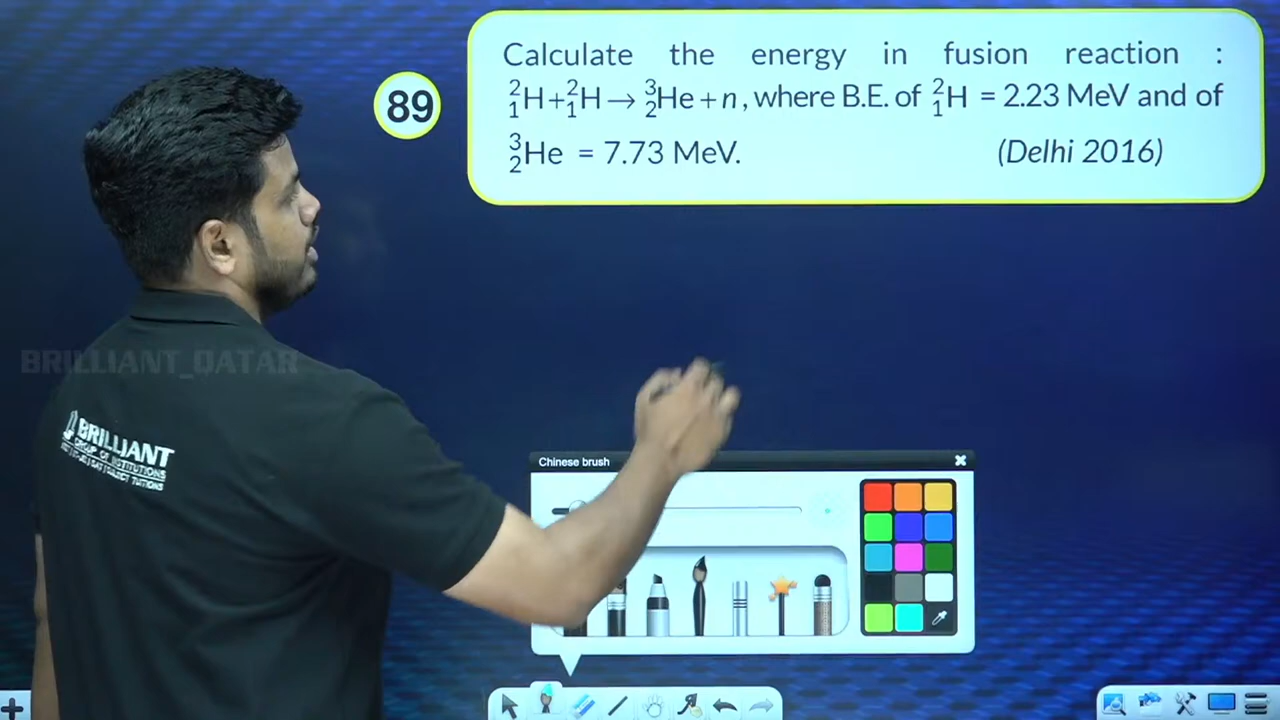 Calculate the energy in fusion reaction :
89
²₁H+²₁H→ ³₂He+n, where B.E. of ²₁H = 2.23 MeV and of
³₂He = 7.73 MeV. (Delhi 2016)
BRILLIANT_QATAR
BRILLIANT
GROUP OF INSTITUTIONS
Chinese brush